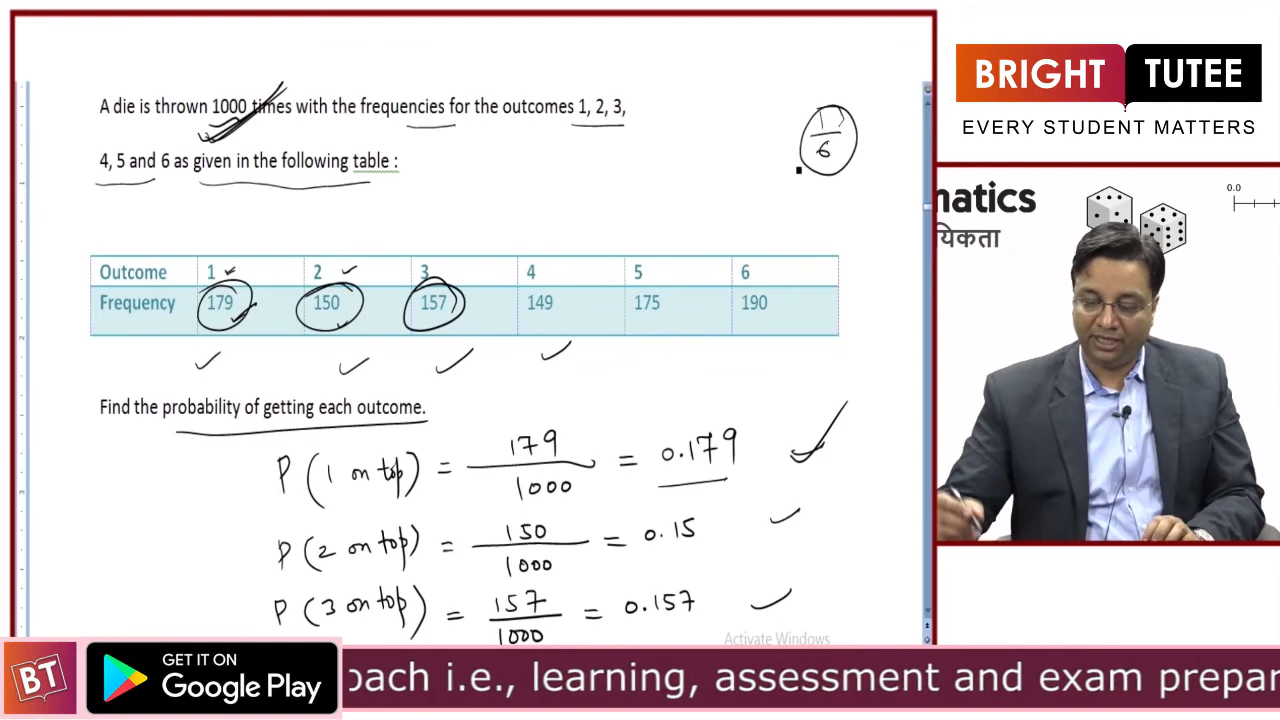 BRIGHT TUTEE
EVERY STUDENT MATTERS
A die is thrown 1000 times with the frequencies for the outcomes 1, 2, 3,
4, 5 and 6 as given in the following table :
1
6
matics
यिकता
0.0
Outcome 1 2 3 4 5 6
Frequency 179 150 157 149 175 190
Find the probability of getting each outcome.
P (1 on top) = 179/1000 = 0.179
P (2 on top) = 150/1000 = 0.15
P (3 on top) = 157/1000 = 0.157
Activate Windows
BT
GET IT ON
Google Play
oach i.e., learning, assessment and exam prepar